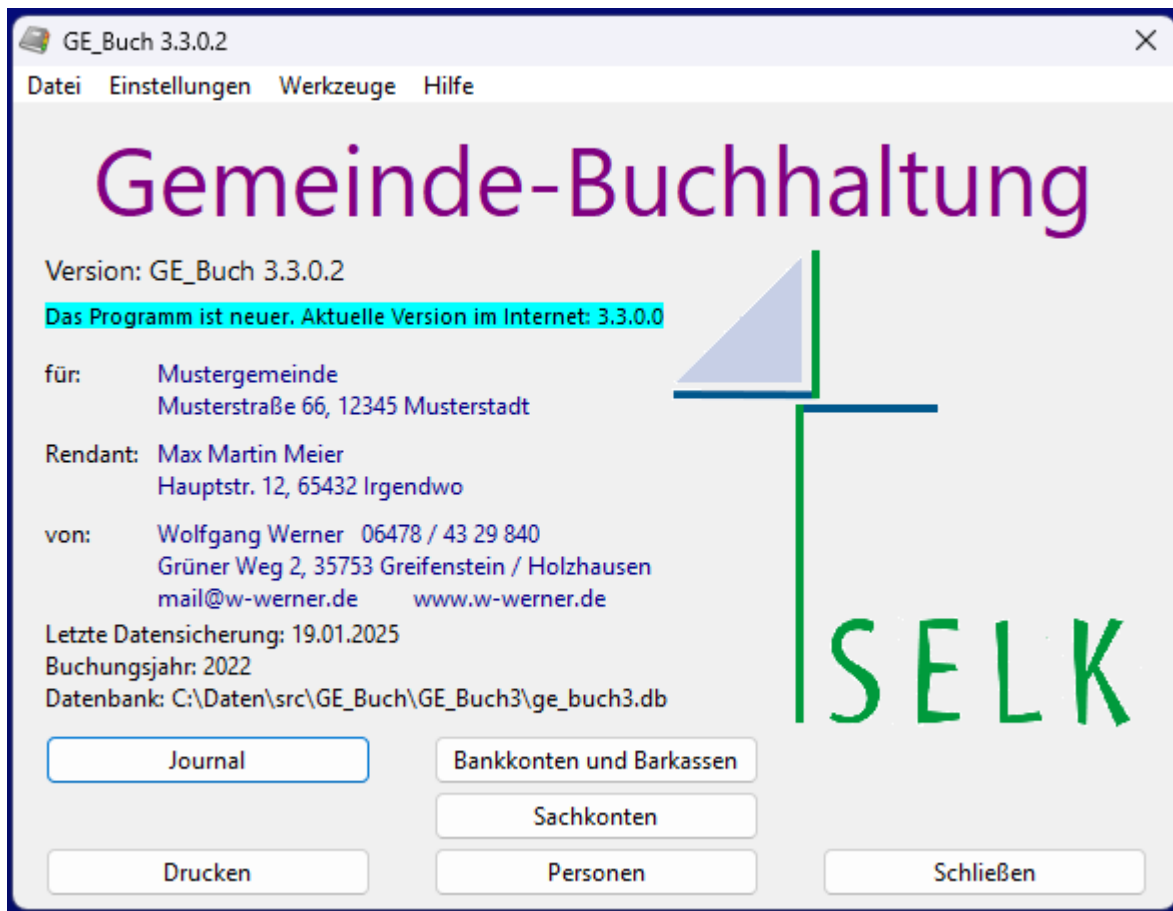 GE_Buch 3.3.0.2
Datei Einstellungen Werkzeuge Hilfe
Gemeinde-Buchhaltung
Version: GE_Buch 3.3.0.2
Das Programm ist neuer. Aktuelle Version im Internet: 3.3.0.0
für: Mustergemeinde
Musterstraße 66, 12345 Musterstadt
Rendant: Max Martin Meier
Hauptstr. 12, 65432 Irgendwo
von: Wolfgang Werner 06478 / 43 29 840
Grüner Weg 2, 35753 Greifenstein / Holzhausen
mail@w-werner.de www.w-werner.de
Letzte Datensicherung: 19.01.2025
Buchungsjahr: 2022
Datenbank: C:\Daten\src\GE_Buch\GE_Buch3\ge_buch3.db
SELK
Journal Bankkonten und Barkassen
Sachkonten
Drucken Personen Schließen